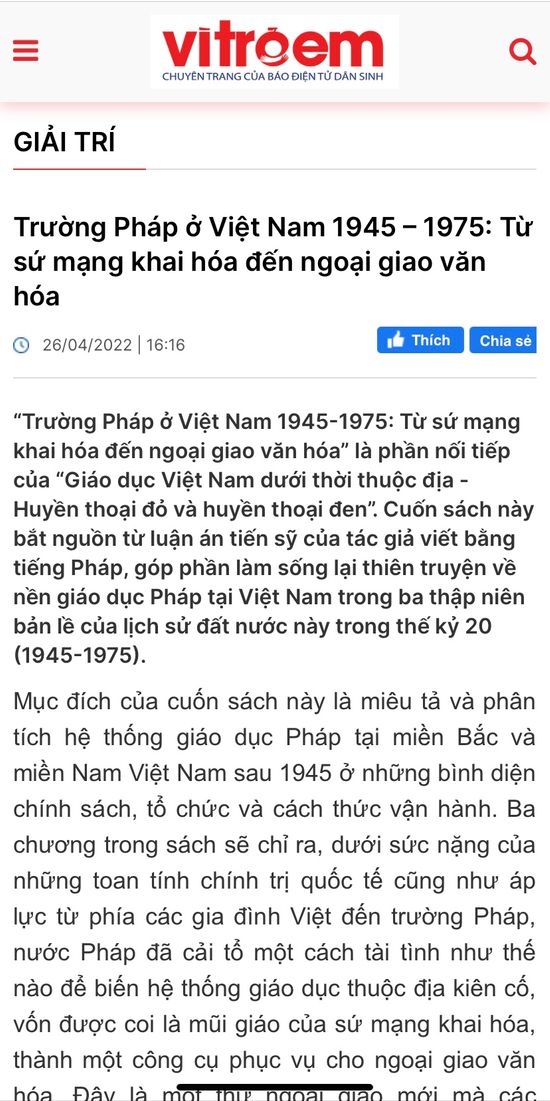 vìtrẻem
CHUYÊN TRANG CỦA BÁO ĐIỆN TỬ DÂN SINH
GIẢI TRÍ
Trường Pháp ở Việt Nam 1945 – 1975: Từ
sứ mạng khai hóa đến ngoại giao văn
hóa
26/04/2022 | 16:16
Thích
Chia sẻ
“Trường Pháp ở Việt Nam 1945-1975: Từ sứ mạng
khai hóa đến ngoại giao văn hóa” là phần nối tiếp
của “Giáo dục Việt Nam dưới thời thuộc địa -
Huyền thoại đỏ và huyền thoại đen”. Cuốn sách này
bắt nguồn từ luận án tiến sỹ của tác giả viết bằng
tiếng Pháp, góp phần làm sống lại thiên truyện về
nền giáo dục Pháp tại Việt Nam trong ba thập niên
bản lề của lịch sử đất nước này trong thế kỷ 20
(1945-1975).
Mục đích của cuốn sách này là miêu tả và phân
tích hệ thống giáo dục Pháp tại miền Bắc và
miền Nam Việt Nam sau 1945 ở những bình diện
chính sách, tổ chức và cách thức vận hành. Ba
chương trong sách sẽ chỉ ra, dưới sức nặng của
những toan tính chính trị quốc tế cũng như áp
lực từ phía các gia đình Việt đến trường Pháp,
nước Pháp đã cải tổ một cách tài tình như thế
nào để biến hệ thống giáo dục thuộc địa kiên cố,
vốn được coi là mũi giáo của sứ mạng khai hóa,
thành một công cụ phục vụ cho ngoại giao văn
hóa. Đây là một thứ ngoại giao mới mà các